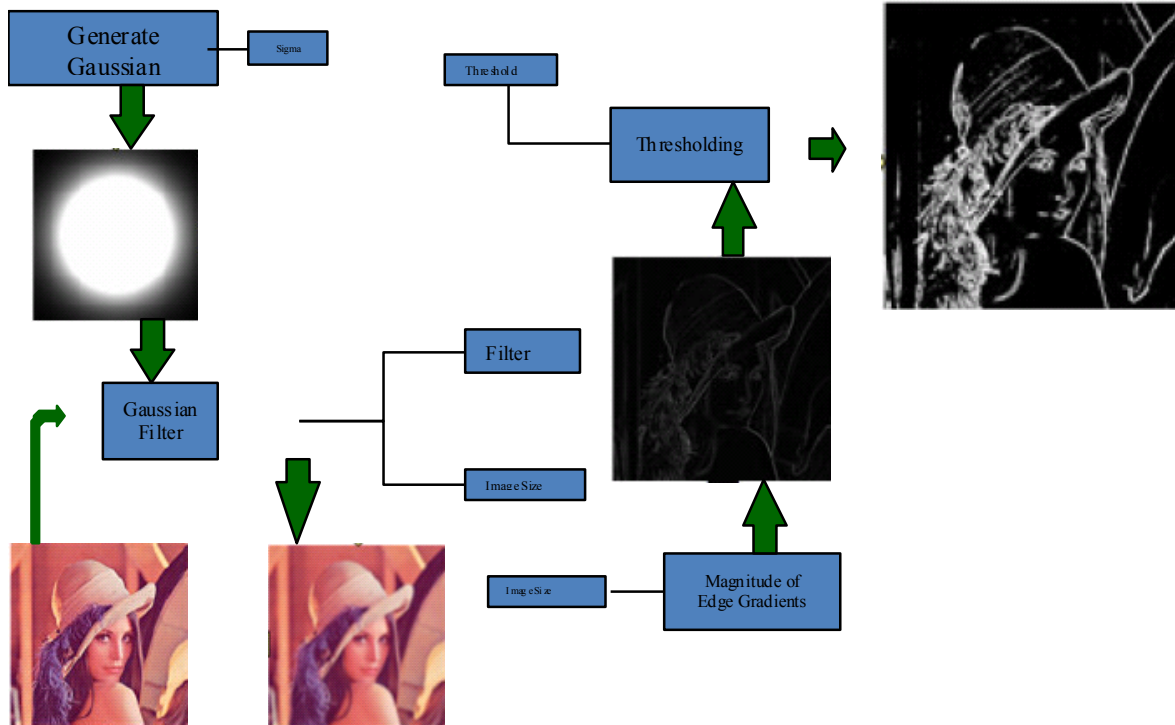 Generate
Gaussian
Sigma
Threshold
Thresholding
Filter
Gaussian
Filter
Image Size
Image Size
Magnitude of
Edge Gradients